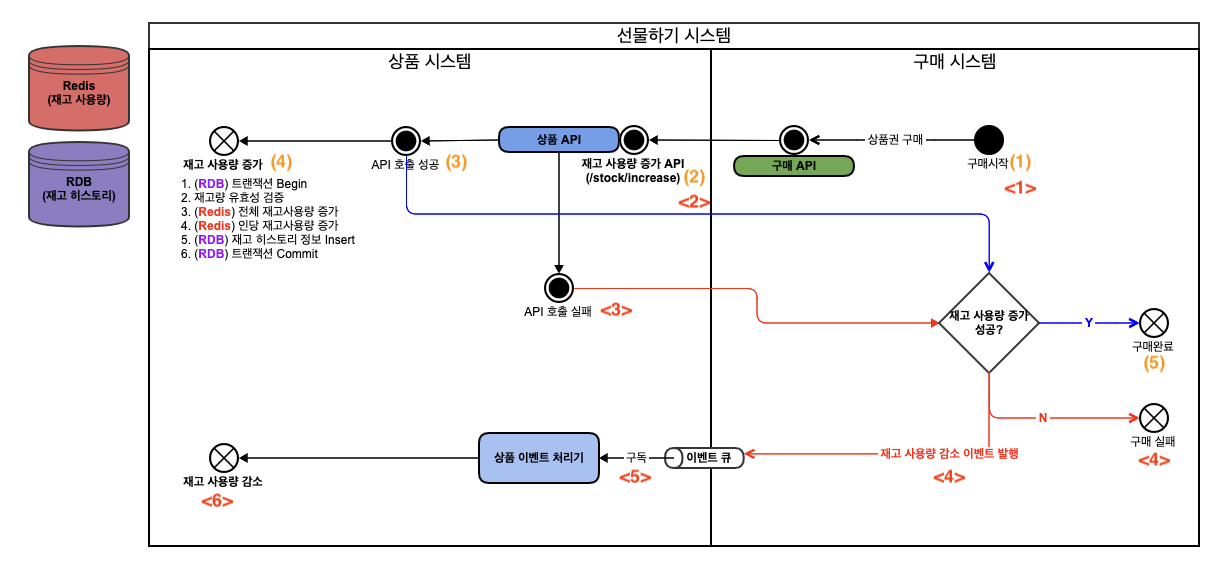 선물하기 시스템
상품 시스템
구매 시스템
Redis
(재고 사용량)
RDB
(재고 히스토리)
재고 사용량 증가 (4)
1. (RDB) 트랜잭션 Begin
2. 재고량 유효성 검증
3. (Redis) 전체 재고사용량 증가
4. (Redis) 인당 재고사용량 증가
5. (RDB) 재고 히스토리 정보 Insert
6. (RDB) 트랜잭션 Commit
API 호출 성공 (3)
상품 API
재고 사용량 증가 API
(/stock/increase) (2)
<2>
구매 API
상품권 구매
구매시작 (1)
<1>
API 호출 실패 <3>
재고 사용량 증가
성공?
Y
구매완료
(5)
N
구매 실패
<4>
재고 사용량 감소 이벤트 발행
<4>
이벤트 큐
구독
<5>
상품 이벤트 처리기
재고 사용량 감소
<6>